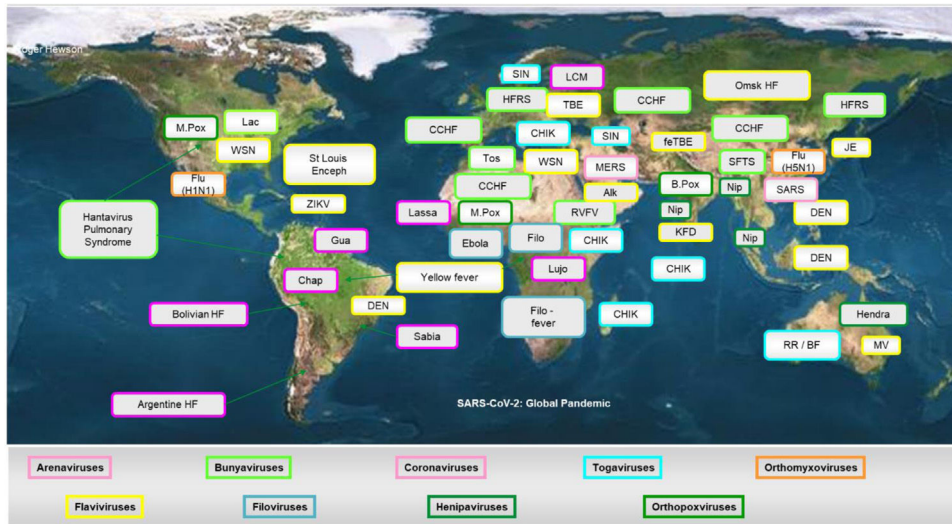 Roger Hewson
SIN
LCM
Omsk HF
HFRS
TBE
CCHF
HFRS
M.Pox
Lac
CCHF
CHIK
SIN
feTBE
CCHF
WSN
St Louis
Enceph
Tos
WSN
MERS
SFTS
Flu
(H5N1)
JE
Flu
(H1N1)
CCHF
Alk
B.Pox
Nip
SARS
ZIKV
Hantavirus
Pulmonary
Syndrome
Lassa
M.Pox
RVFV
Nip
DEN
Gua
Ebola
Filo
CHIK
KFD
Nip
DEN
Chap
Yellow fever
Lujo
CHIK
Bolivian HF
DEN
Sabia
Filo -
fever
CHIK
Hendra
RR / BF
MV
Argentine HF
SARS-CoV-2: Global Pandemic
Arenaviruses
Bunyaviruses
Coronaviruses
Togaviruses
Orthomyxoviruses
Flaviviruses
Filoviruses
Henipaviruses
Orthopoxviruses